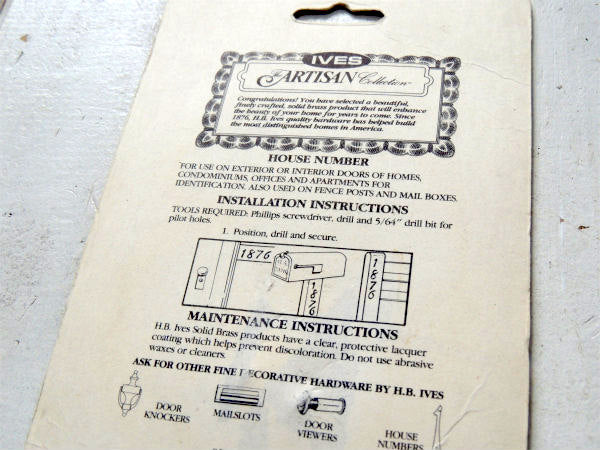 IVES
The ARTISAN Collection™
Congratulations! You have selected a beautiful,
finely crafted, solid brass product that will enhance
the beauty of your home for years to come. Since
1876, H.B. Ives quality hardware has helped build
the most distinguished homes in America.
HOUSE NUMBER
FOR USE ON EXTERIOR OR INTERIOR DOORS OF HOMES,
CONDOMINIUMS, OFFICES AND APARTMENTS FOR
IDENTIFICATION. ALSO USED ON FENCE POSTS AND MAIL BOXES.
INSTALLATION INSTRUCTIONS
TOOLS REQUIRED: Phillips screwdriver, drill and 5/64" drill bit for
pilot holes.
1. Position, drill and secure.
1876
1876
1876
MAINTENANCE INSTRUCTIONS
H.B. Ives Solid Brass products have a clear, protective lacquer
coating which helps prevent discoloration. Do not use abrasive
waxes or cleaners.
ASK FOR OTHER FINE DECORATIVE HARDWARE BY H.B. IVES
DOOR
KNOCKERS
MAILSLOTS
DOOR
VIEWERS
HOUSE
NUMBERS